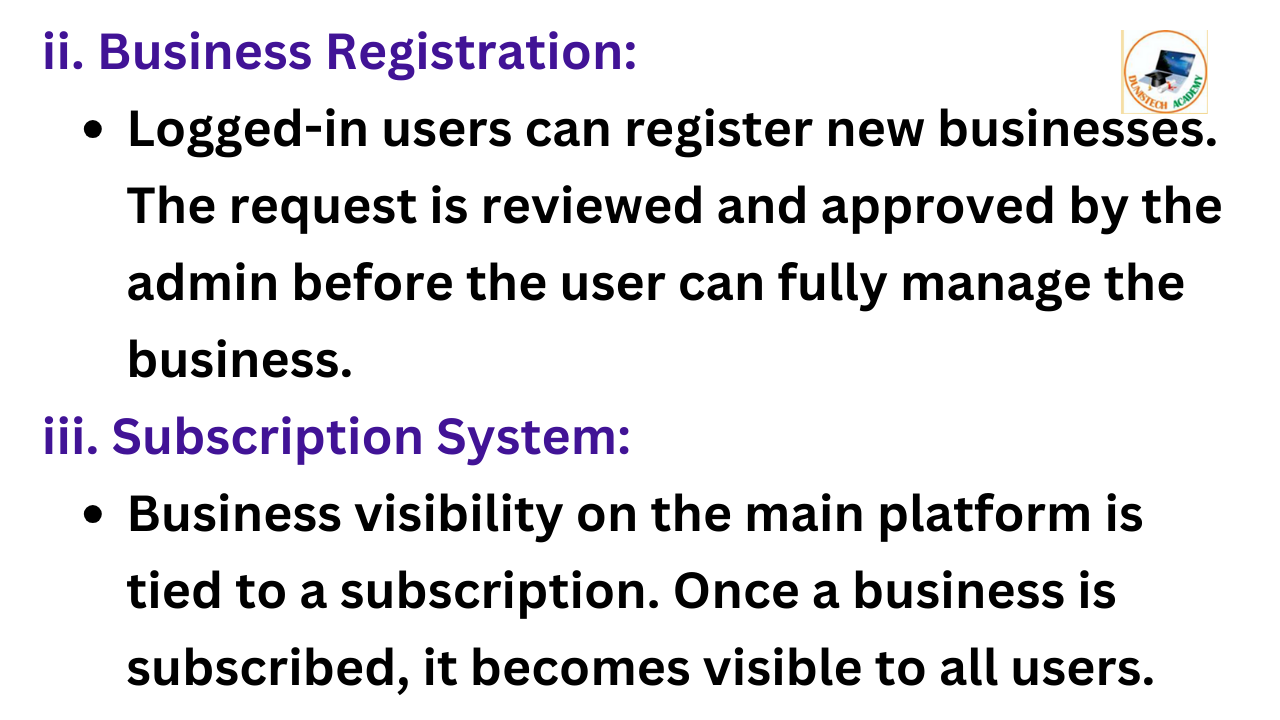 ii. Business Registration:
DUMISTECH ACADEMY
• Logged-in users can register new businesses.
The request is reviewed and approved by the
admin before the user can fully manage the
business.
iii. Subscription System:
• Business visibility on the main platform is
tied to a subscription. Once a business is
subscribed, it becomes visible to all users.